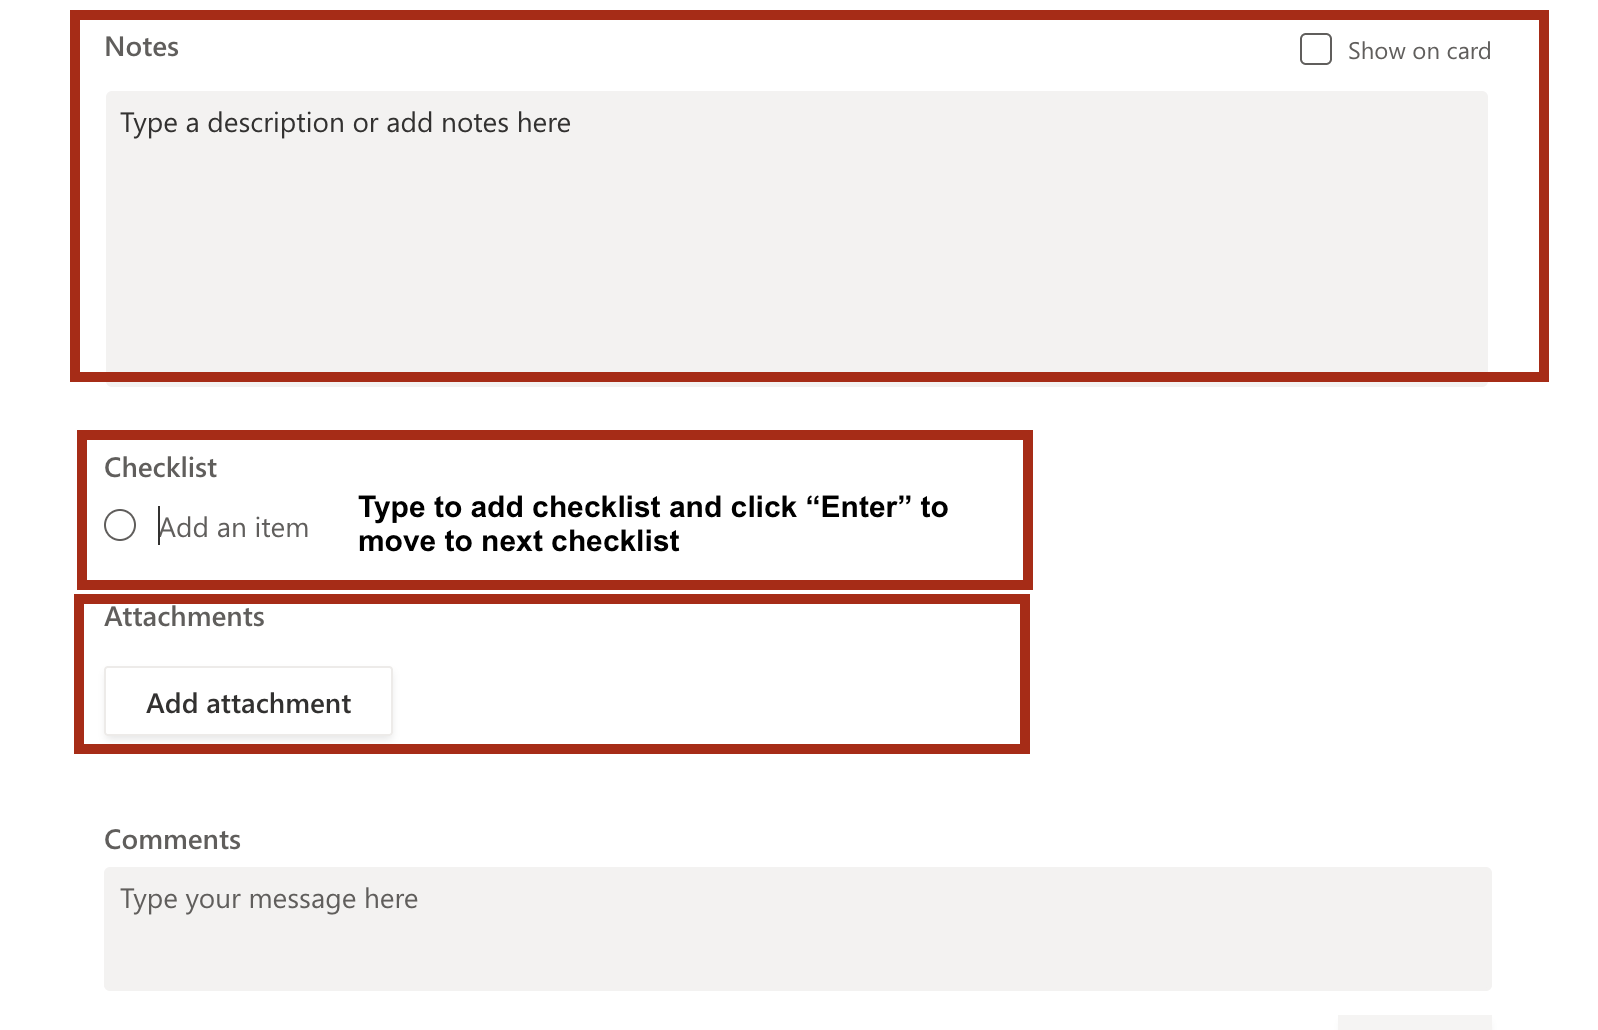 Notes
Show on card
Type a description or add notes here
Checklist
Add an item
Type to add checklist and click “Enter” to
move to next checklist
Attachments
Add attachment
Comments
Type your message here